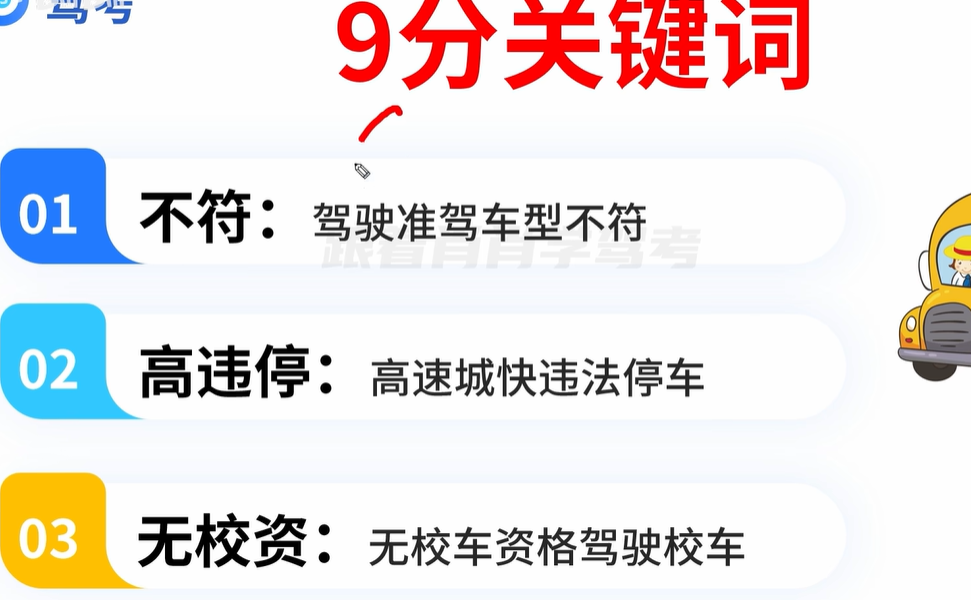 驾考
9分关键词
01
不符：驾驶准驾车型不符
跟着肖肖学驾考
02
高违停：高速城快违法停车
03
无校资：无校车资格驾驶校车